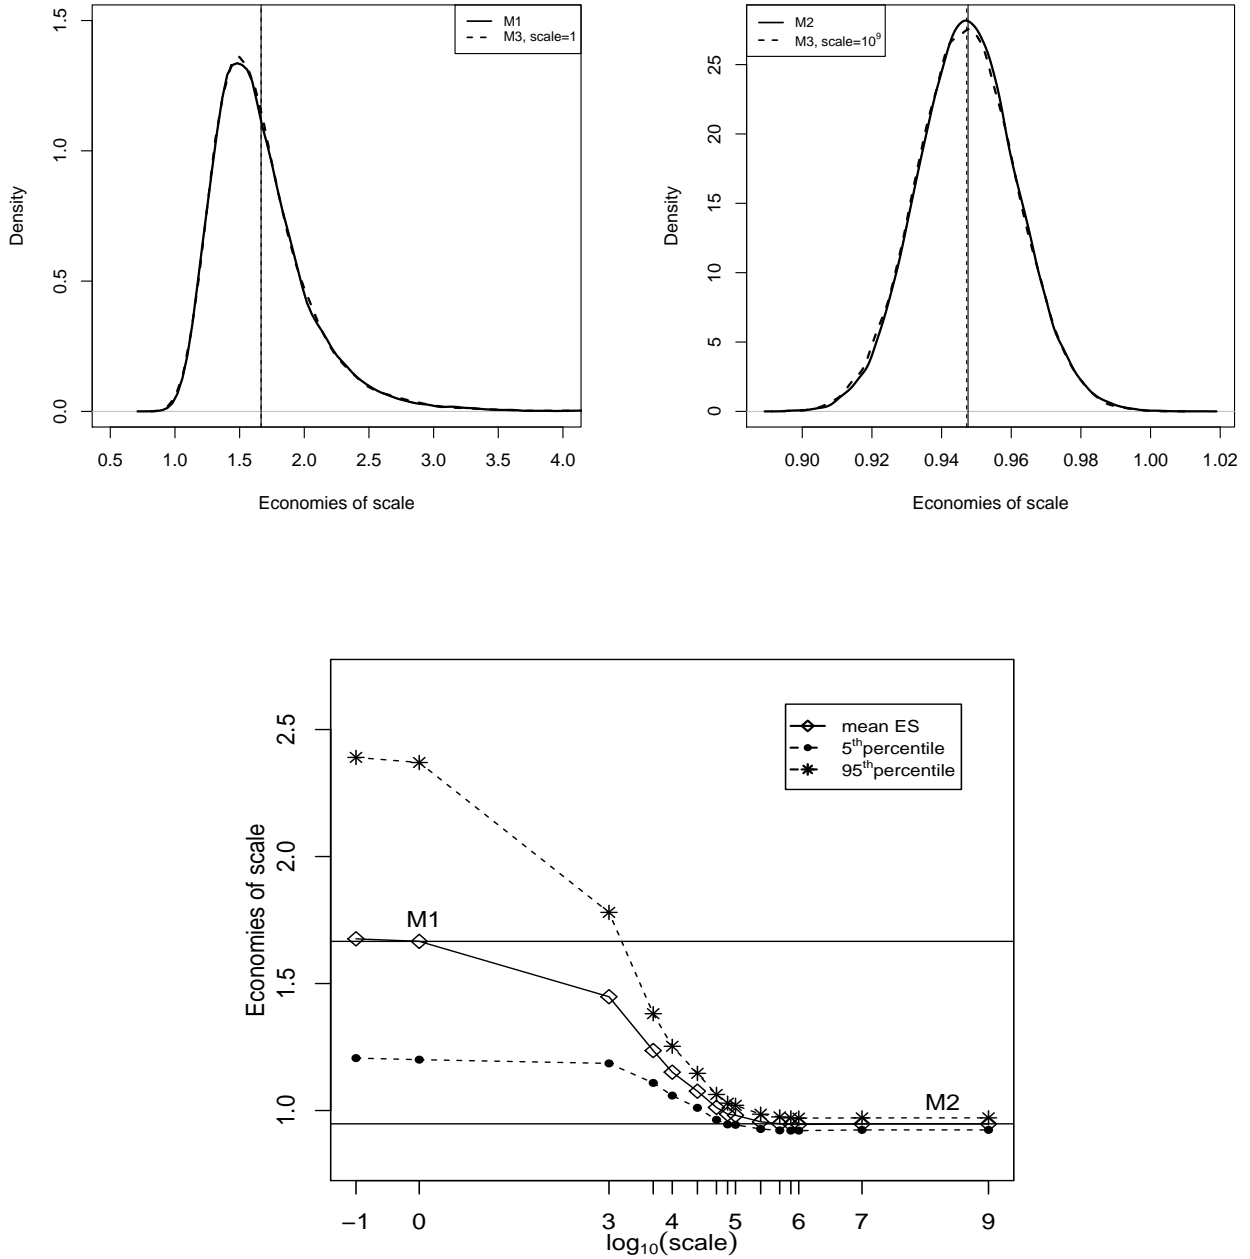 M1
M3, scale=1
Density
0.0
0.5
1.0
1.5
0.5 1.0 1.5 2.0 2.5 3.0 3.5 4.0
Economies of scale
M2
M3, scale=10⁹
Density
0
5
10
15
20
25
0.90 0.92 0.94 0.96 0.98 1.00 1.02
Economies of scale
mean ES
5ᵗʰpercentile
95ᵗʰpercentile
M1
M2
Economies of scale
1.0
1.5
2.0
2.5
−1 0 3 4 5 6 7 9
log₁₀(scale)